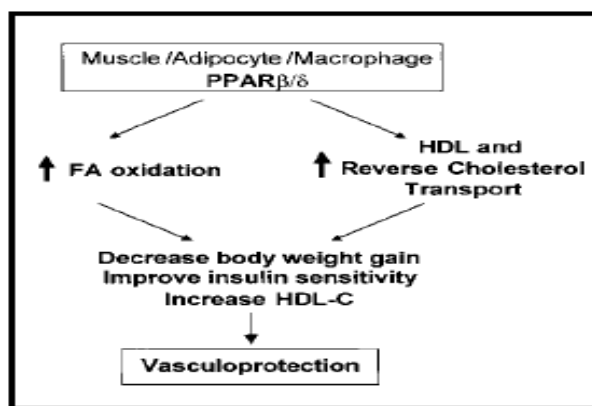 Muscle /Adipocyte /Macrophage
PPARβ/δ
FA oxidation
HDL and
Reverse Cholesterol
Transport
Decrease body weight gain
Improve insulin sensitivity
Increase HDL-C
Vasculoprotection